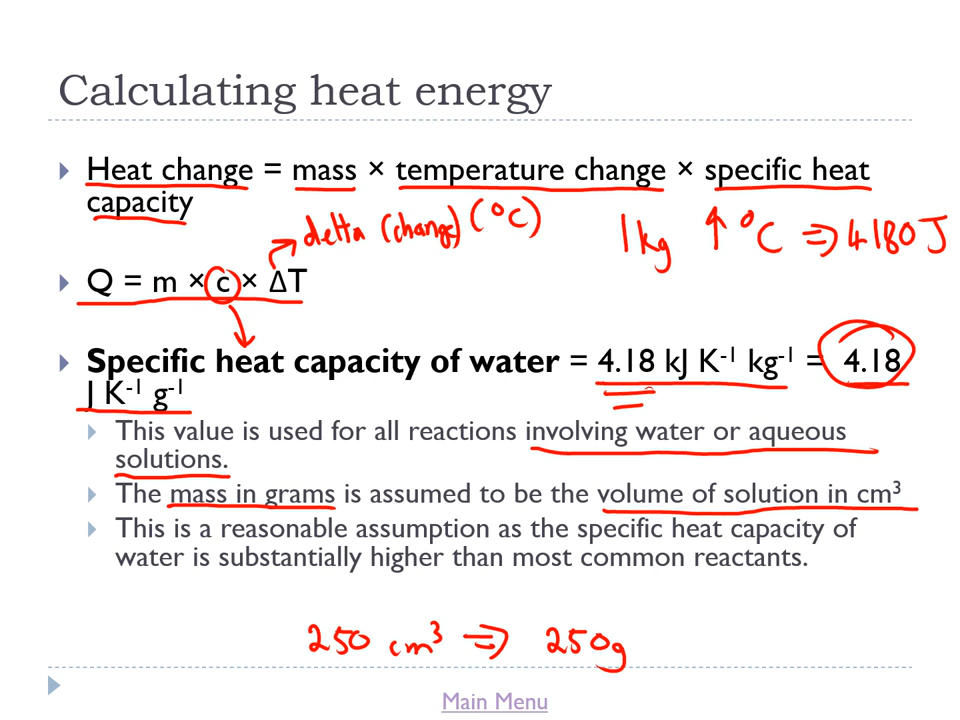 Calculating heat energy
Heat change = mass × temperature change × specific heat
capacity
delta (change) (°C)
1kg ↑ °C ⇒ 4180J
Q = m × c × ΔT
Specific heat capacity of water = 4.18 kJ K⁻¹ kg⁻¹ = 4.18
J K⁻¹ g⁻¹
This value is used for all reactions involving water or aqueous
solutions.
The mass in grams is assumed to be the volume of solution in cm³
This is a reasonable assumption as the specific heat capacity of
water is substantially higher than most common reactants.
250 cm³ ⇒ 250g
Main Menu